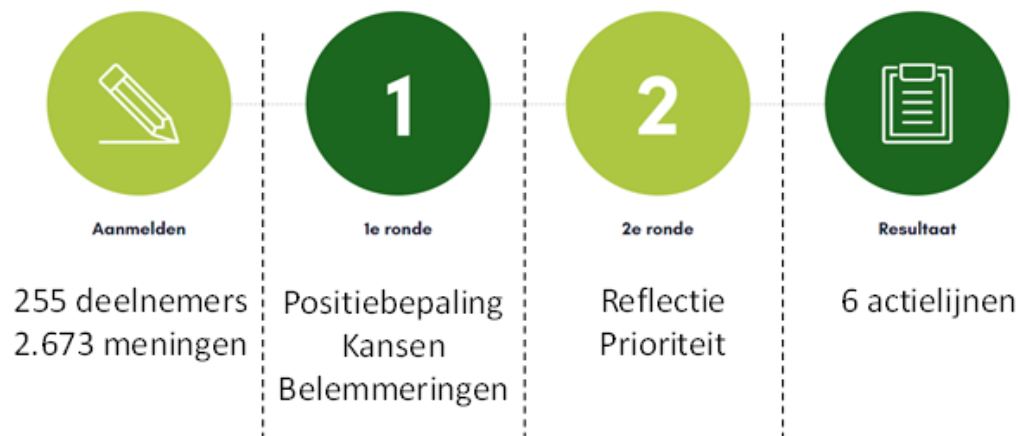 1
2
Aanmelden
1e ronde
2e ronde
Resultaat
255 deelnemers
2.673 meningen
Positiebepaling
Kansen
Belemmeringen
Reflectie
Prioriteit
6 actielijnen